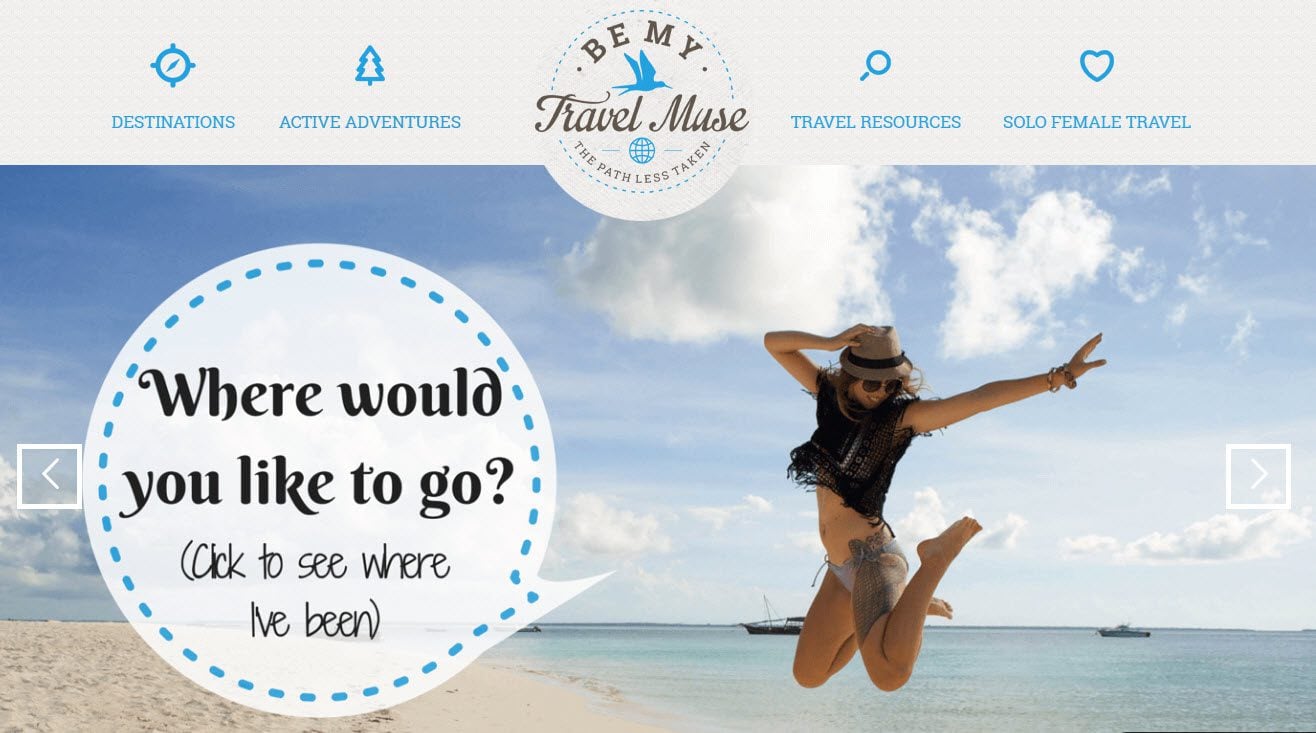 DESTINATIONS
ACTIVE ADVENTURES
· BE MY ·
Travel Muse
THE PATH LESS TAKEN
TRAVEL RESOURCES
SOLO FEMALE TRAVEL
Where would
you like to go?
(Click to see where
I've been)